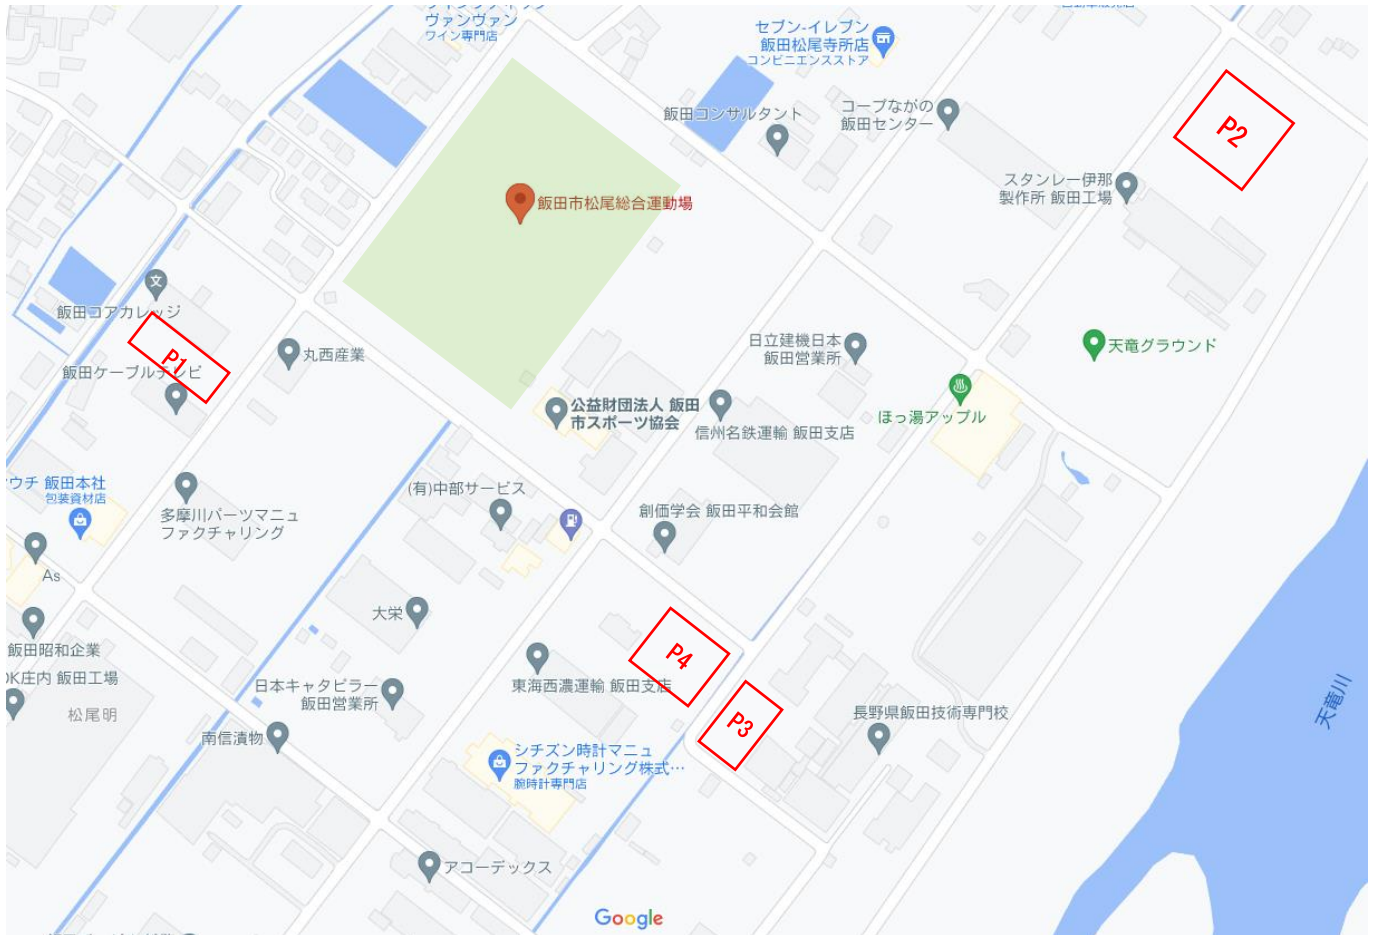 ヴァンヴァン
ワイン専門店
セブン-イレブン
飯田松尾寺所店
コンビニエンスストア
飯田コンサルタント
コープながの
飯田センター
P2
スタンレー伊那
製作所 飯田工場
飯田市松尾総合運動場
文
飯田コアカレッジ
P1
飯田ケーブルテレビ
丸西産業
日立建機日本
飯田営業所
天竜グラウンド
ほっ湯アップル
公益財団法人 飯田
市スポーツ協会
信州名鉄運輸 飯田支店
ウチ 飯田本社
包装資材店
(有)中部サービス
多摩川パーツマニュ
ファクチャリング
創価学会 飯田平和会館
As
大栄
飯田昭和企業
OK庄内 飯田工場
松尾明
P4
東海西濃運輸 飯田支店
日本キャタピラー
飯田営業所
P3
長野県飯田技術専門校
天竜川
南信漬物
シチズン時計マニュ
ファクチャリング株式…
腕時計専門店
アコーデックス
Google